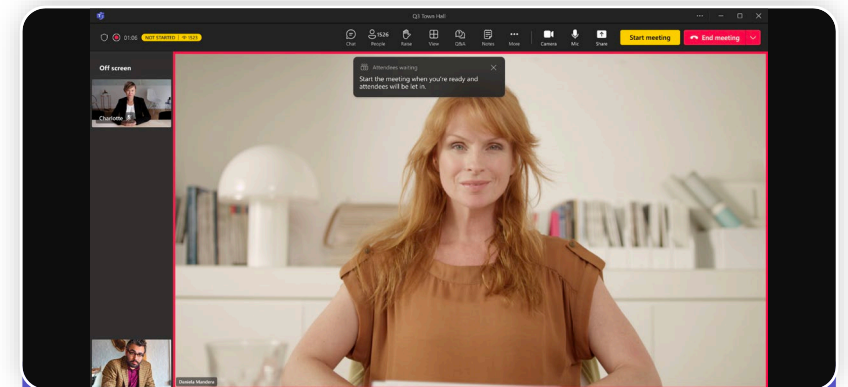 Q1 Town Hall
01:06 NOT STARTED 1523
1526
Chat People Raise View Q&A Notes More Camera Mic Share
Start meeting
End meeting
Off screen
Attendees waiting
Start the meeting when you're ready and
attendees will be let in.
Charlotte
Daniela Mandera